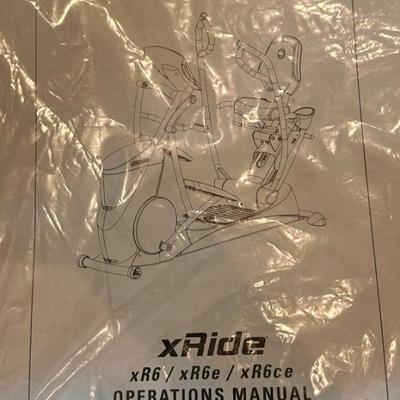 xRide
xR6 / xR6e / xR6ce
OPERATIONS MANUAL